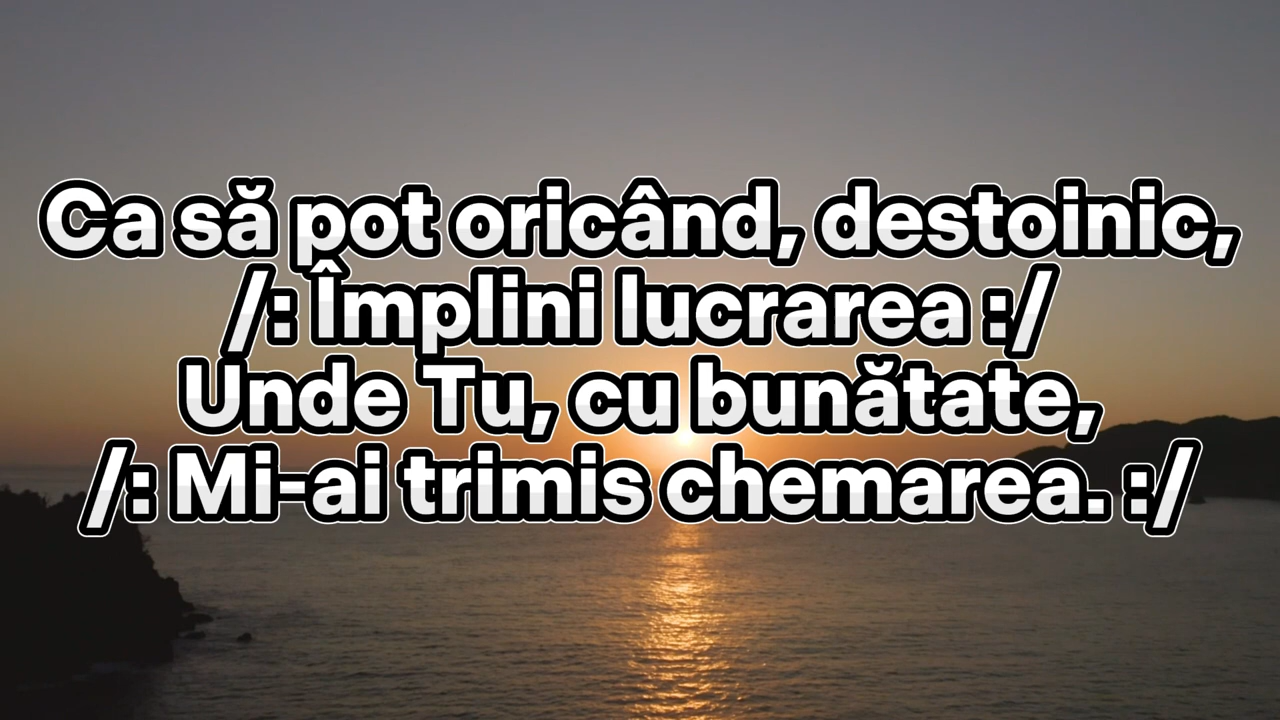 Ca să pot oricând, destoinic,
/: Împlini lucrarea :/
Unde Tu, cu bunătate,
/: Mi-ai trimis chemarea. :/